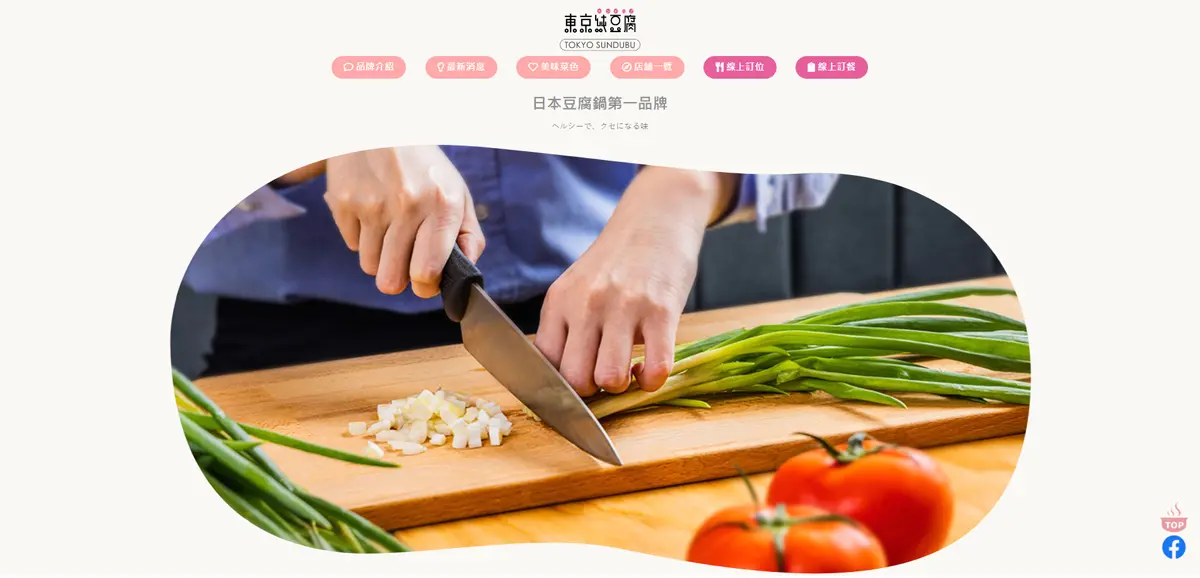 東京純豆腐
TOKYO SUNDUBU
品牌介紹
最新消息
美味菜色
店鋪一覽
線上訂位
線上訂餐
日本豆腐鍋第一品牌
ヘルシーで、クセになる味
TOP